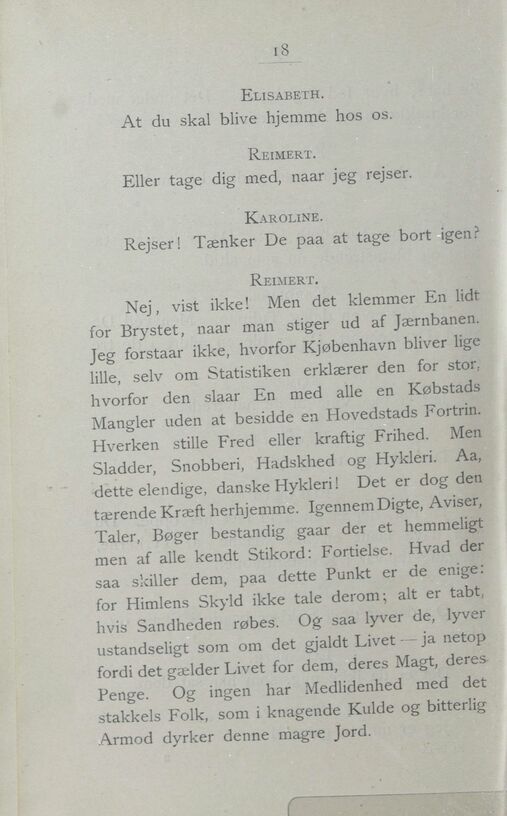 18
ELISABETH.
At du skal blive hjemme hos os.
REIMERT.
Eller tage dig med, naar jeg rejser.
KAROLINE.
Rejser! Tænker De paa at tage bort igen?
REIMERT.
Nej, vist ikke! Men det klemmer En lidt
for Brystet, naar man stiger ud af Jærnbanen.
Jeg forstaar ikke, hvorfor Kjøbenhavn bliver lige
lille, selv om Statistiken erklærer den for stor,
hvorfor den slaar En med alle en Købstads
Mangler uden at besidde en Hovedstads Fortrin.
Hverken stille Fred eller kraftig Frihed. Men
Sladder, Snobberi, Hadskhed og Hykleri. Aa,
dette elendige, danske Hykleri! Det er dog den
tærende Kræft herhjemme. Igennem Digte, Aviser,
Taler, Bøger bestandig gaar der et hemmeligt
men af alle kendt Stikord: Fortielse. Hvad der
saa skiller dem, paa dette Punkt er de enige:
for Himlens Skyld ikke tale derom; alt er tabt,
hvis Sandheden røbes. Og saa lyver de, lyver
ustandseligt som om det gjaldt Livet — ja netop
fordi det gælder Livet for dem, deres Magt, deres
Penge. Og ingen har Medlidenhed med det
stakkels Folk, som i knagende Kulde og bitterlig
Armod dyrker denne magre Jord.